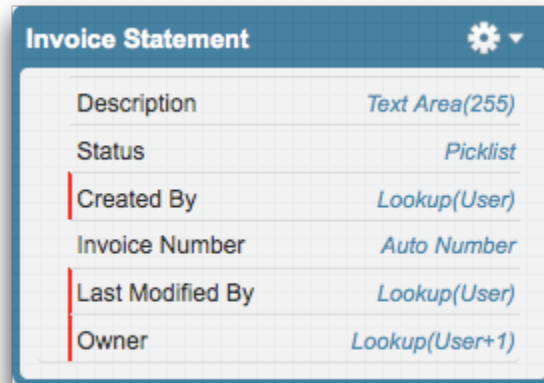 Invoice Statement
Description Text Area(255)
Status Picklist
Created By Lookup(User)
Invoice Number Auto Number
Last Modified By Lookup(User)
Owner Lookup(User+1)